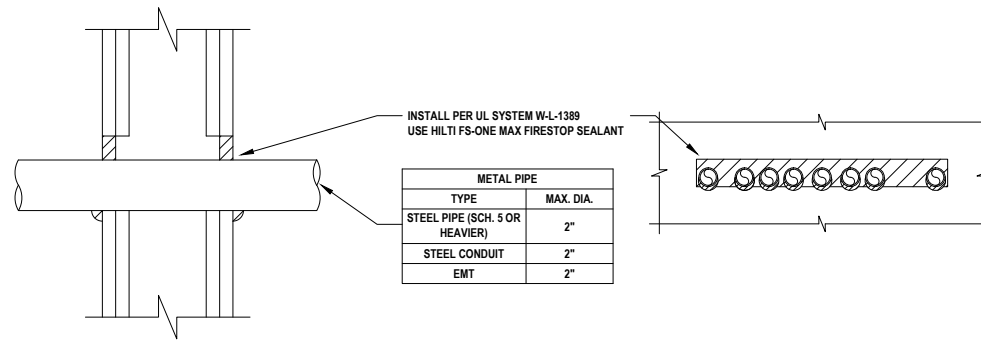 INSTALL PER UL SYSTEM W-L-1389
USE HILTI FS-ONE MAX FIRESTOP SEALANT
METAL PIPE
TYPE MAX. DIA.
STEEL PIPE (SCH. 5 OR
HEAVIER) 2"
STEEL CONDUIT 2"
EMT 2"